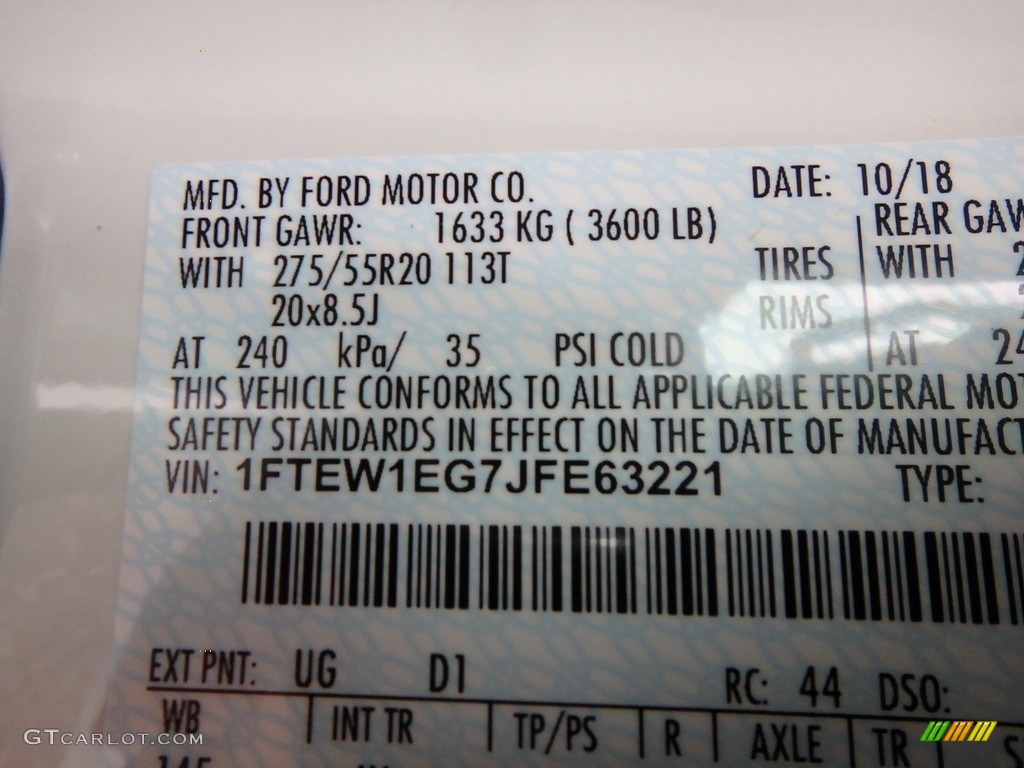 MFD. BY FORD MOTOR CO. DATE: 10/18
FRONT GAWR: 1633 KG ( 3600 LB) REAR GAW
WITH 275/55R20 113T TIRES WITH 2
20x8.5J RIMS
AT 240 kPa/ 35 PSI COLD AT 24
THIS VEHICLE CONFORMS TO ALL APPLICABLE FEDERAL MOT
SAFETY STANDARDS IN EFFECT ON THE DATE OF MANUFACT
VIN: 1FTEW1EG7JFE63221 TYPE:
EXT PNT: UG D1 RC: 44 DSO:
WB INT TR TP/PS R AXLE TR S
145
GTCARLOT.COM